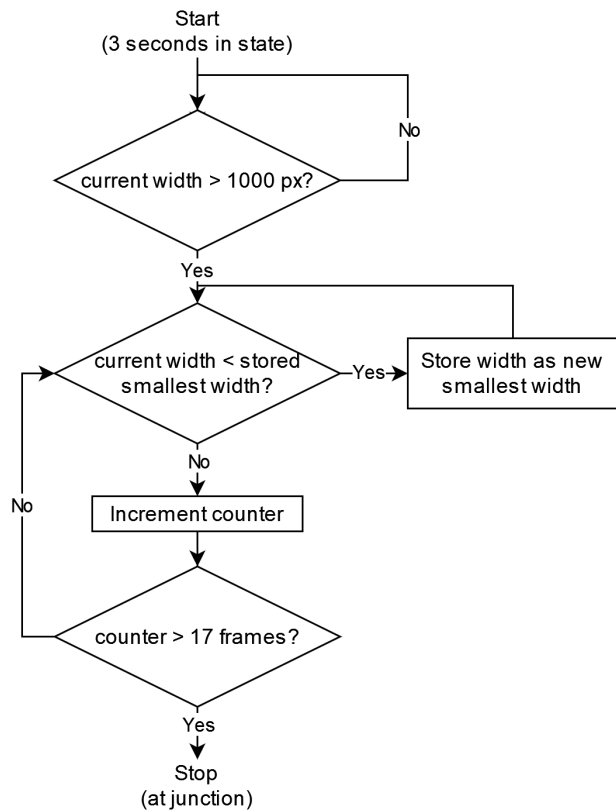 Start
(3 seconds in state)
No
current width > 1000 px?
Yes
current width < stored
smallest width?
Yes
Store width as new
smallest width
No
No
Increment counter
counter > 17 frames?
Yes
Stop
(at junction)